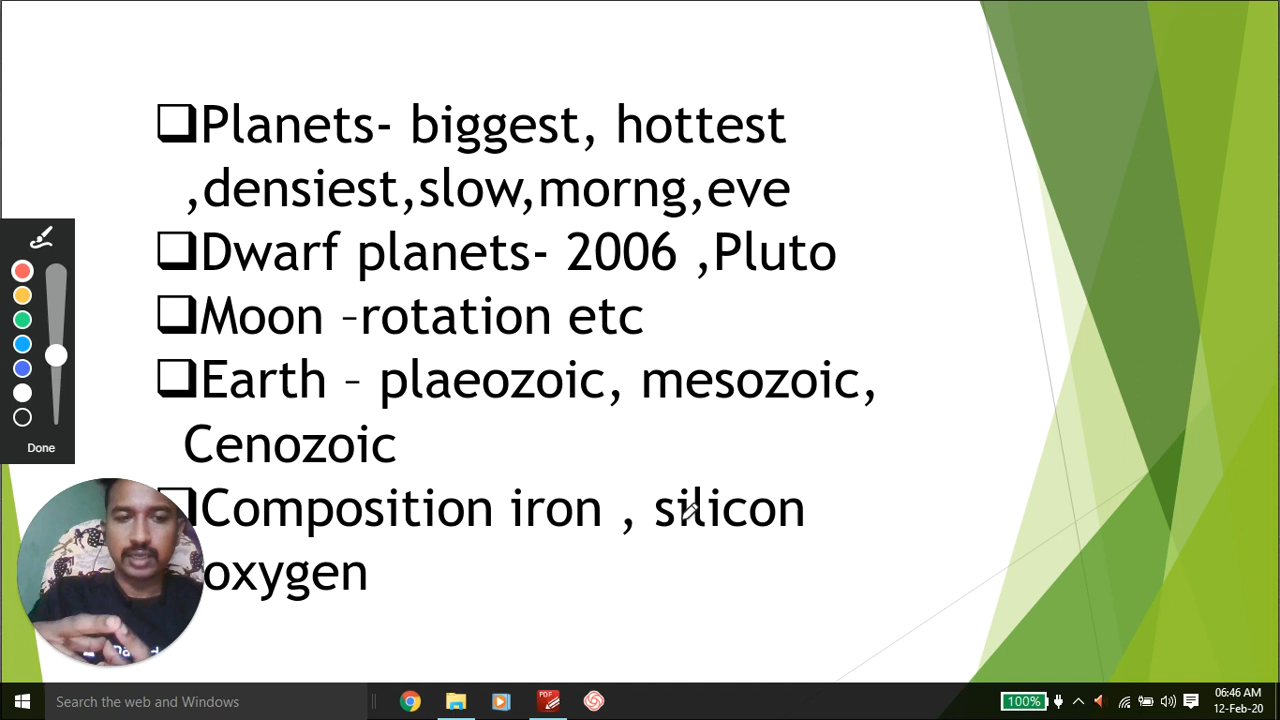 ❑Planets- biggest, hottest
,densiest,slow,morng,eve
❑Dwarf planets- 2006 ,Pluto
❑Moon –rotation etc
❑Earth – plaeozoic, mesozoic,
Cenozoic
❑Composition iron , silicon
oxygen
Done
Search the web and Windows
PDF
100%
06:46 AM
12-Feb-20